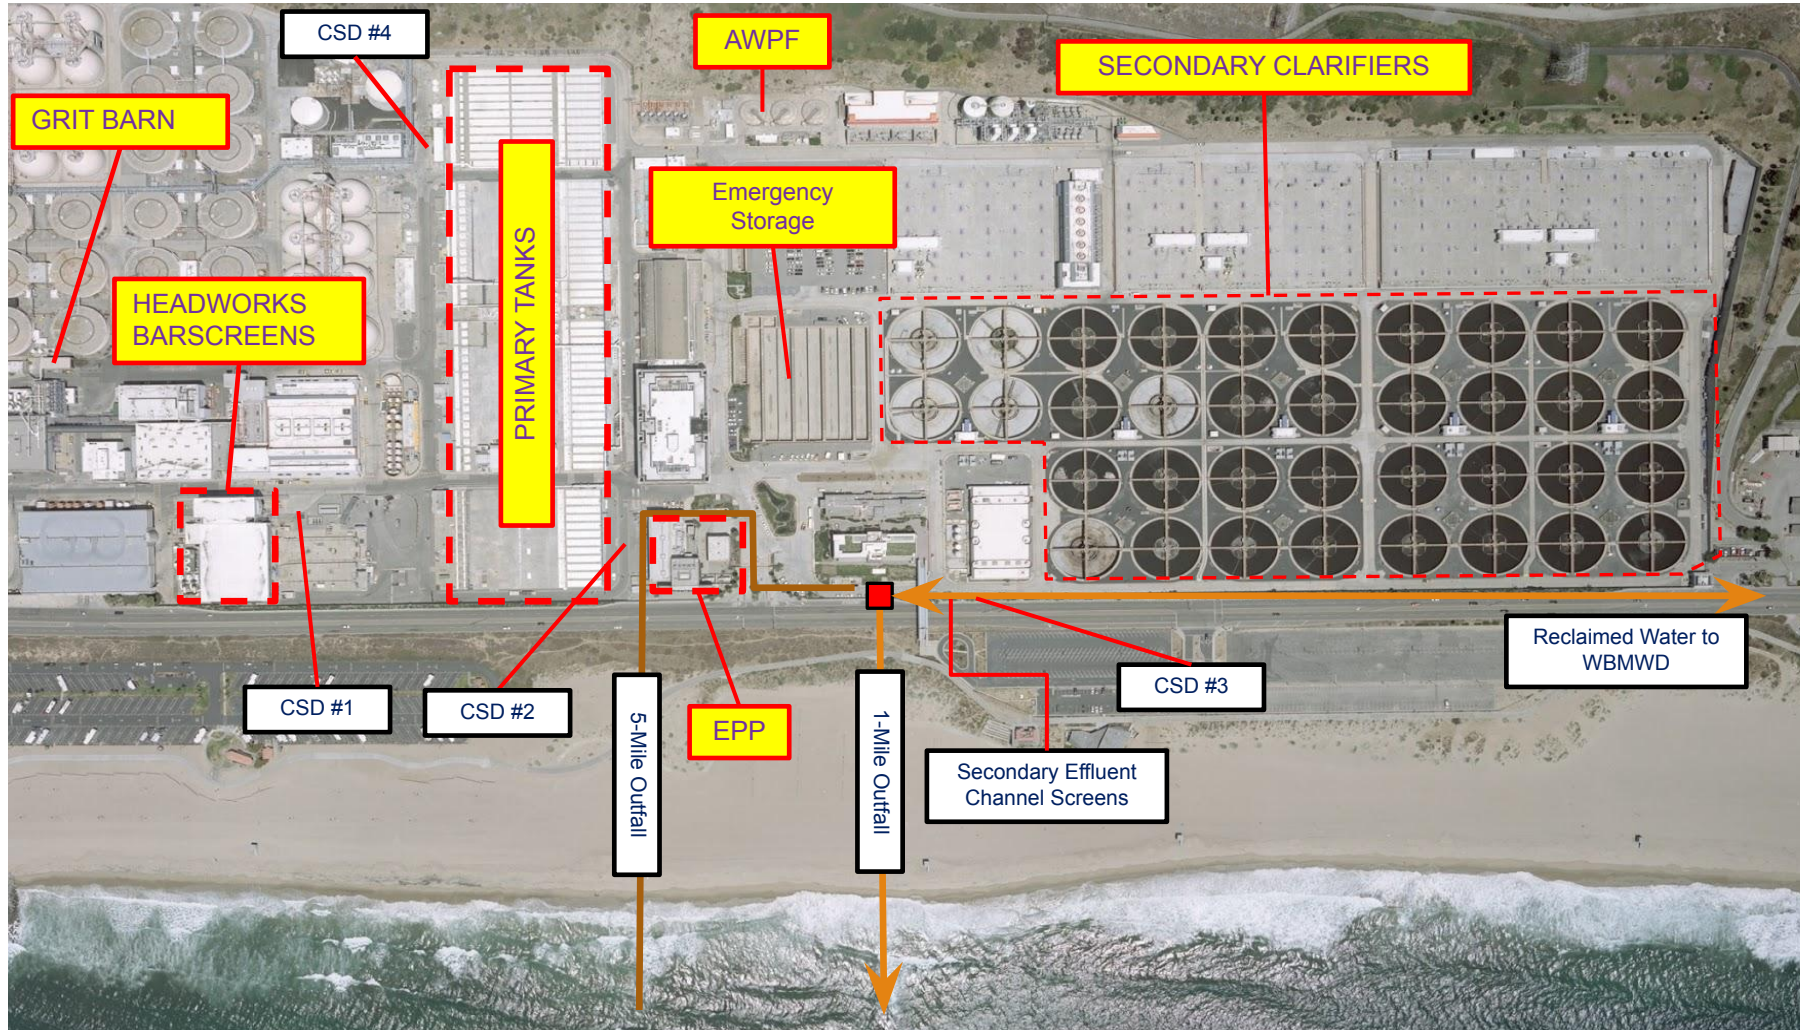 CSD #4
AWPF
SECONDARY CLARIFIERS
GRIT BARN
Emergency
Storage
HEADWORKS
BARSCREENS
PRIMARY TANKS
Reclaimed Water to
WBMWD
CSD #1
CSD #2
5-Mile Outfall
EPP
1-Mile Outfall
CSD #3
Secondary Effluent
Channel Screens